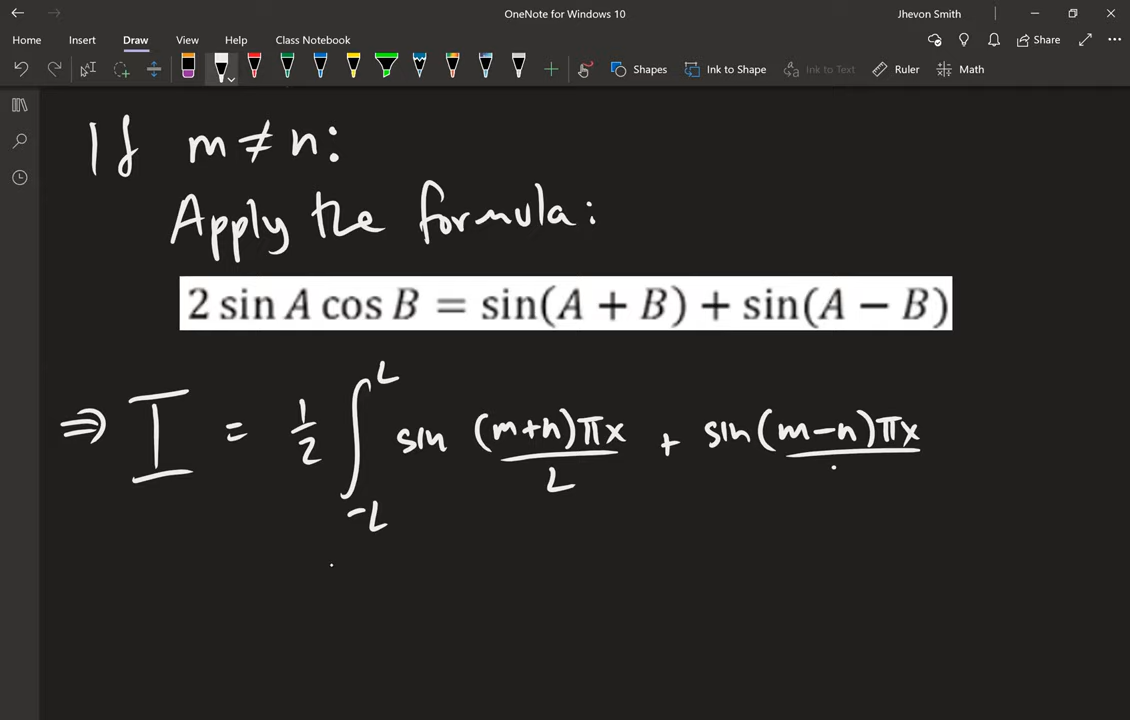 OneNote for Windows 10
Jhevon Smith
Home Insert Draw View Help Class Notebook
Share
Shapes Ink to Shape Ink to Text Ruler Math
If m ≠ n:
Apply the formula:
2 sin A cos B = sin(A + B) + sin(A − B)
⇒ I = 1/2 ∫_{-L}^{L} sin (m+n)πx/L + sin (m−n)πx